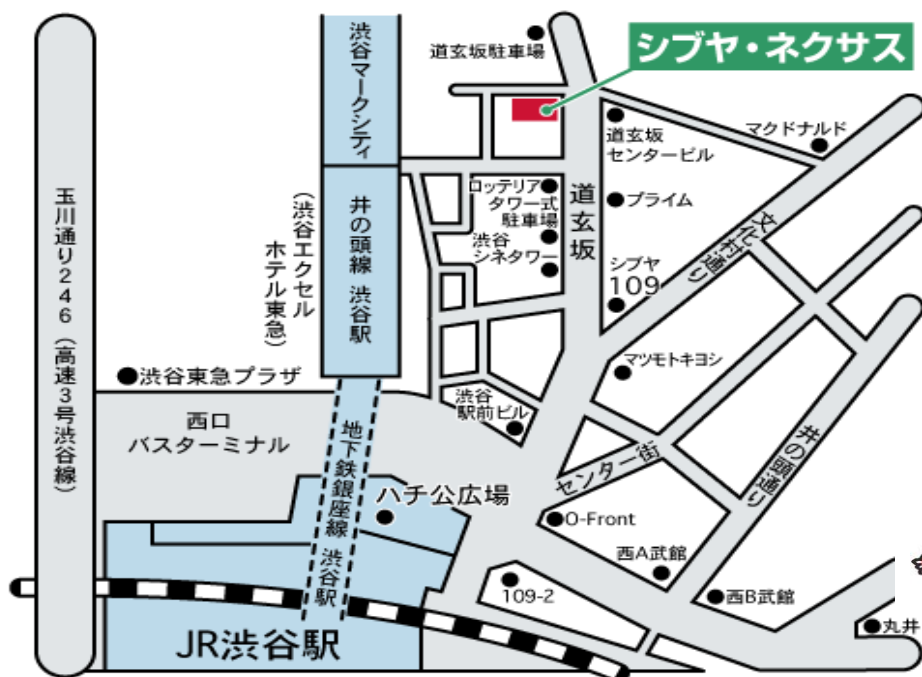 シブヤ・ネクサス
道玄坂駐車場
渋谷マークシティ
道玄坂
センタービル
マクドナルド
ロッテリア
タワー式
駐車場
渋谷
シネタワー
道玄坂
プライム
シブヤ
109
文化村通り
井の頭線 渋谷駅
(渋谷エクセル
ホテル東急)
玉川通り246(高速3号渋谷線)
渋谷東急プラザ
マツモトキヨシ
渋谷
駅前ビル
西口
バスターミナル
地下鉄銀座線 渋谷駅
センター街
井の頭通り
ハチ公広場
O-Front
西A武館
109-2
西B武館
丸井
JR渋谷駅